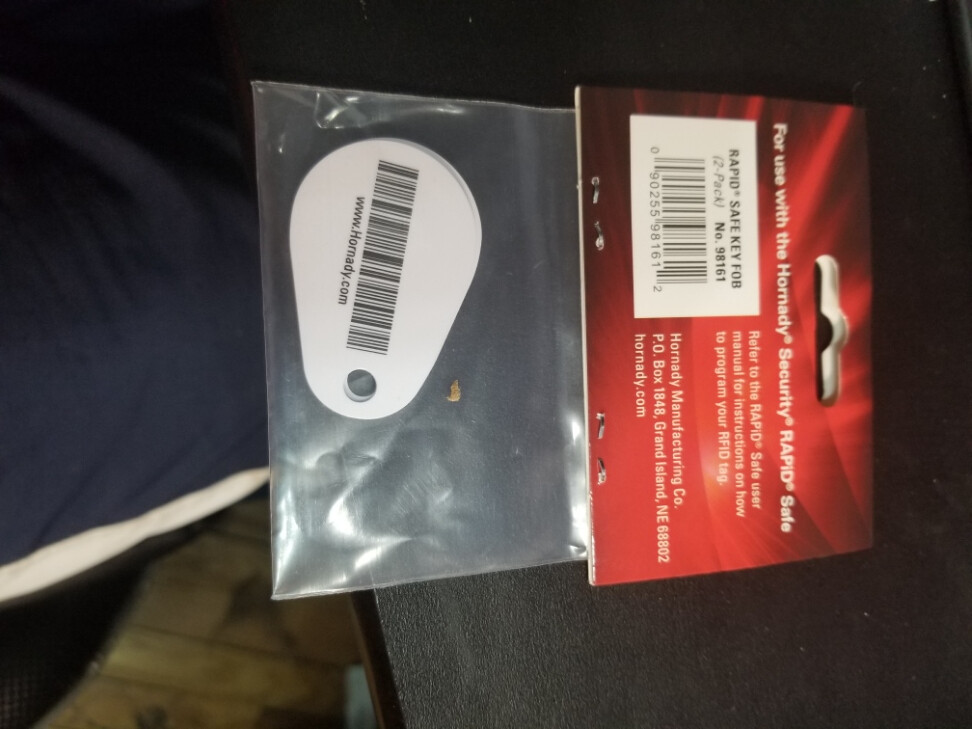 For use with the Hornady® Security® RAPiD® Safe
RAPiD® SAFE KEY FOB
(2-Pack) No. 98161
0 90255 98161 2
Refer to the RAPiD® Safe user
manual for instructions on how
to program your RFID tag.
Hornady Manufacturing Co.
P.O. Box 1848, Grand Island, NE 68802
hornady.com
www.Hornady.com